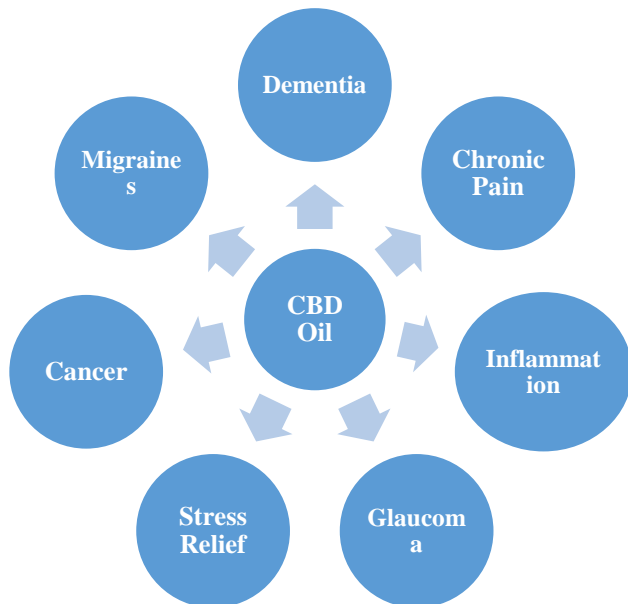 Dementia
Migraine
s
Chronic
Pain
CBD
Oil
Cancer
Inflammat
ion
Stress
Relief
Glaucom
a